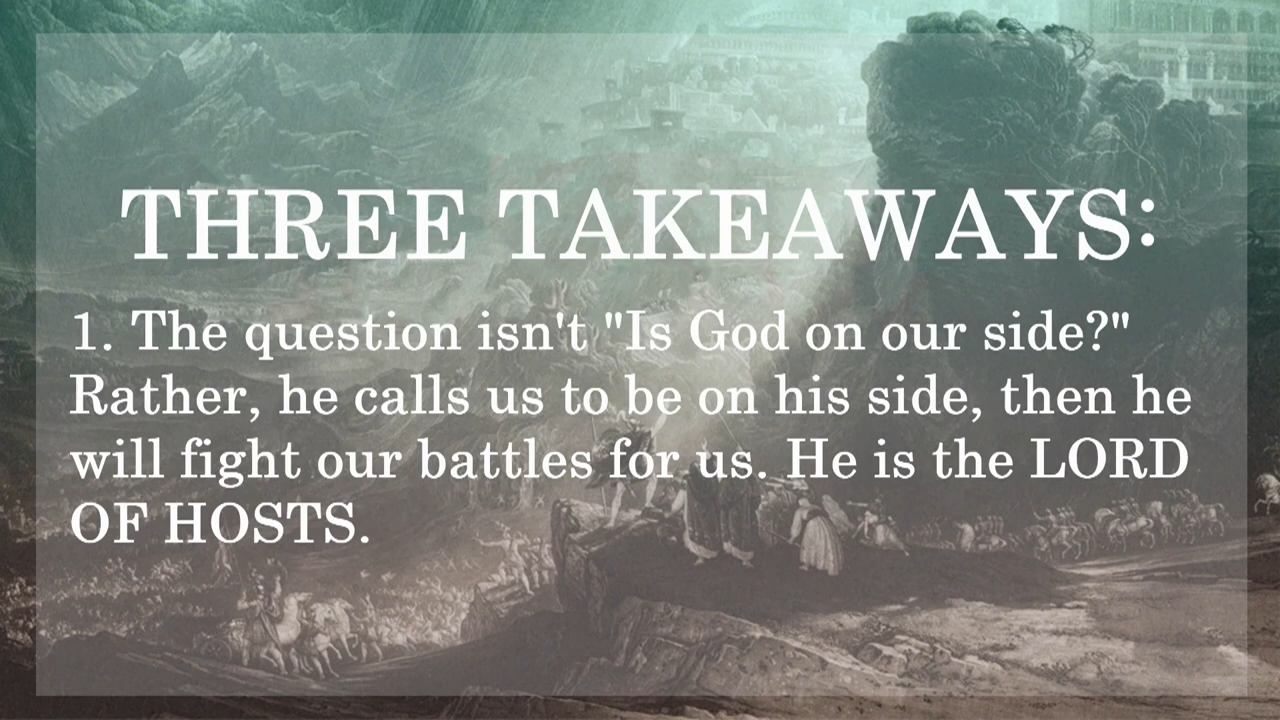 THREE TAKEAWAYS:
1. The question isn't "Is God on our side?"
Rather, he calls us to be on his side, then he
will fight our battles for us. He is the LORD
OF HOSTS.